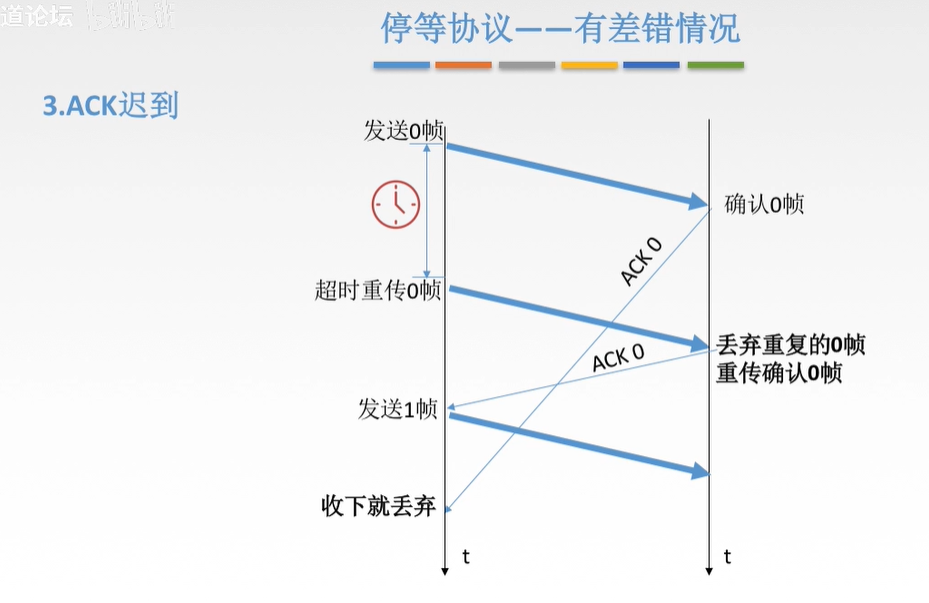 道论坛
停等协议——有差错情况
3.ACK迟到
发送0帧
确认0帧
ACK 0
超时重传0帧
丢弃重复的0帧
重传确认0帧
ACK 0
发送1帧
收下就丢弃
t
t